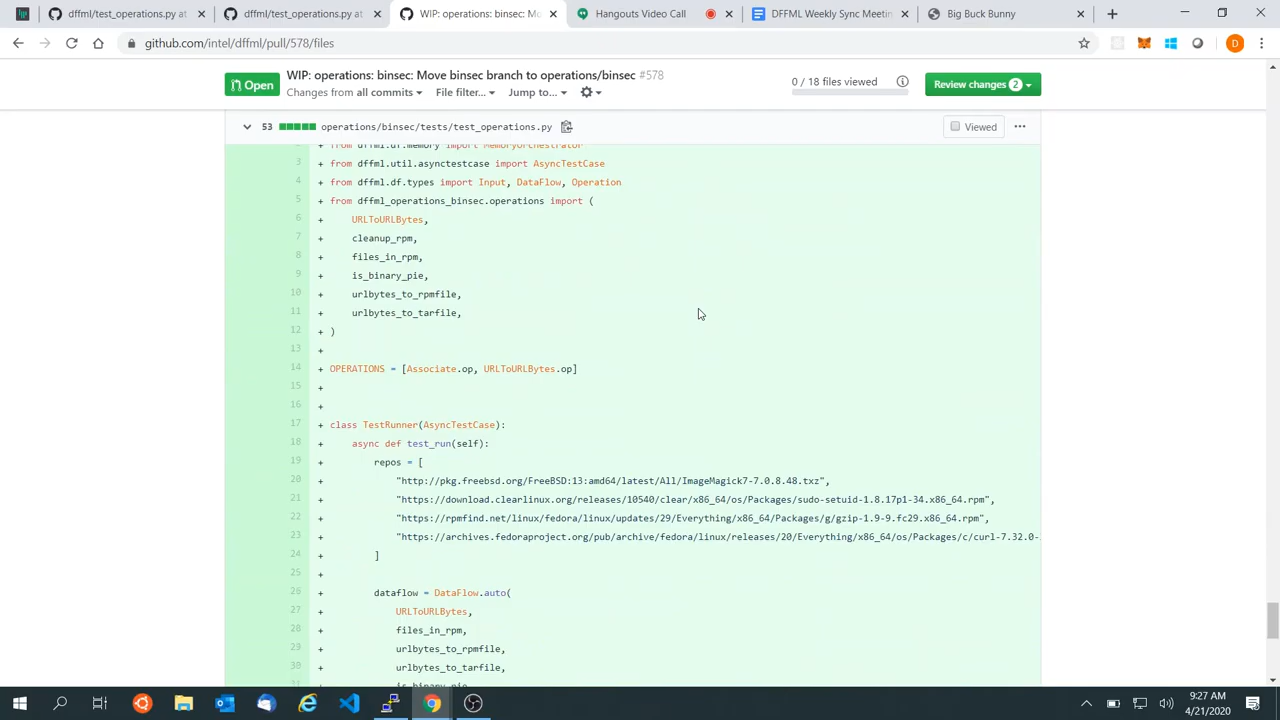 dffml/test_operations.py at
dffml/test_operations.py at
WIP: operations: binsec: Mo
Hangouts Video Call
DFFML Weekly Sync Meetin
Big Buck Bunny
github.com/intel/dffml/pull/578/files
D
Open
WIP: operations: binsec: Move binsec branch to operations/binsec #578
Changes from all commits
File filter...
Jump to...
0 / 18 files viewed
Review changes 2
53
operations/binsec/tests/test_operations.py
Viewed
2 + from dffml.df.memory import MemoryOrchestrator
3 + from dffml.util.asynctestcase import AsyncTestCase
4 + from dffml.df.types import Input, DataFlow, Operation
5 + from dffml_operations_binsec.operations import (
6 + URLToURLBytes,
7 + cleanup_rpm,
8 + files_in_rpm,
9 + is_binary_pie,
10 + urlbytes_to_rpmfile,
11 + urlbytes_to_tarfile,
12 + )
13 +
14 + OPERATIONS = [Associate.op, URLToURLBytes.op]
15 +
16 +
17 + class TestRunner(AsyncTestCase):
18 + async def test_run(self):
19 + repos = [
20 + "http://pkg.freebsd.org/FreeBSD:13:amd64/latest/All/ImageMagick7-7.0.8.48.txz",
21 + "https://download.clearlinux.org/releases/10540/clear/x86_64/os/Packages/sudo-setuid-1.8.17p1-34.x86_64.rpm",
22 + "https://rpmfind.net/linux/fedora/linux/updates/29/Everything/x86_64/Packages/g/gzip-1.9-9.fc29.x86_64.rpm",
23 + "https://archives.fedoraproject.org/pub/archive/fedora/linux/releases/20/Everything/x86_64/os/Packages/c/curl-7.32.0-
24 + ]
25 +
26 + dataflow = DataFlow.auto(
27 + URLToURLBytes,
28 + files_in_rpm,
29 + urlbytes_to_rpmfile,
30 + urlbytes_to_tarfile,
31 + is_binary_pie,
9:27 AM
4/21/2020